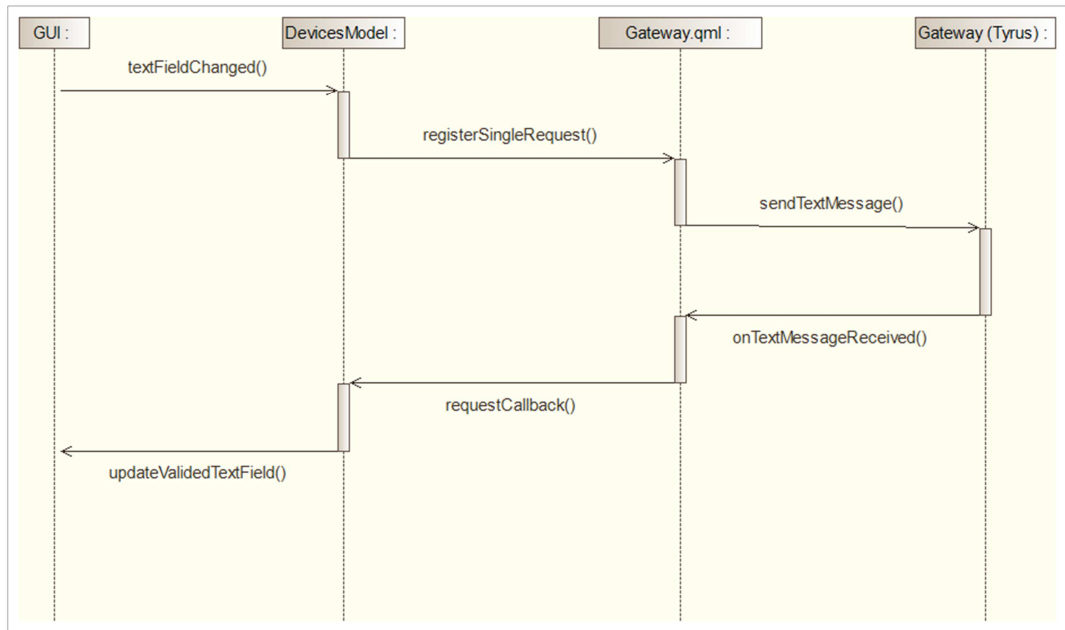 GUI :
DevicesModel :
Gateway.qml :
Gateway (Tyrus) :
textFieldChanged()
registerSingleRequest()
sendTextMessage()
onTextMessageReceived()
requestCallback()
updateValidedTextField()